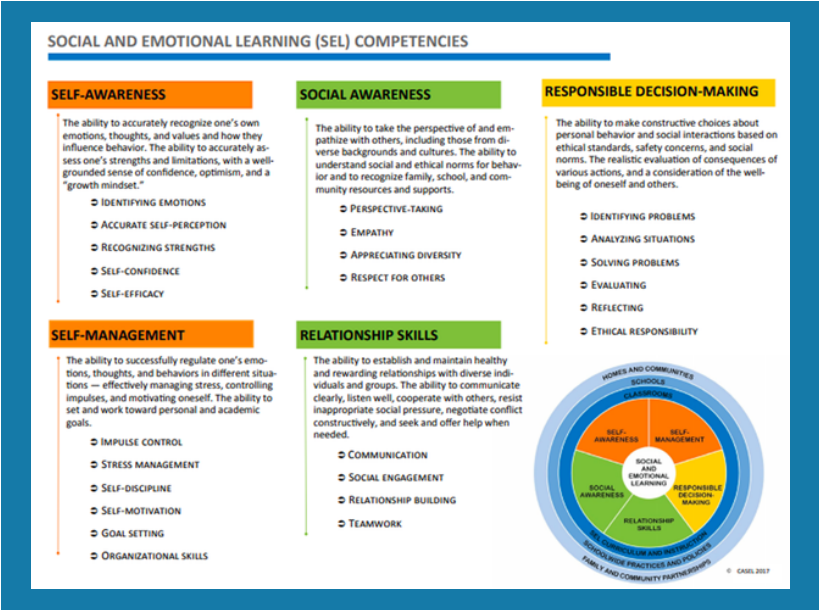 SOCIAL AND EMOTIONAL LEARNING (SEL) COMPETENCIES
SELF-AWARENESS
The ability to accurately recognize one's own
emotions, thoughts, and values and how they
influence behavior. The ability to accurately as-
sess one's strengths and limitations, with a well-
grounded sense of confidence, optimism, and a
"growth mindset."
➲ IDENTIFYING EMOTIONS
➲ ACCURATE SELF-PERCEPTION
➲ RECOGNIZING STRENGTHS
➲ SELF-CONFIDENCE
➲ SELF-EFFICACY
SOCIAL AWARENESS
The ability to take the perspective of and em-
pathize with others, including those from di-
verse backgrounds and cultures. The ability to
understand social and ethical norms for behav-
ior and to recognize family, school, and com-
munity resources and supports.
➲ PERSPECTIVE-TAKING
➲ EMPATHY
➲ APPRECIATING DIVERSITY
➲ RESPECT FOR OTHERS
RESPONSIBLE DECISION-MAKING
The ability to make constructive choices about
personal behavior and social interactions based on
ethical standards, safety concerns, and social
norms. The realistic evaluation of consequences of
various actions, and a consideration of the well-
being of oneself and others.
➲ IDENTIFYING PROBLEMS
➲ ANALYZING SITUATIONS
➲ SOLVING PROBLEMS
➲ EVALUATING
➲ REFLECTING
➲ ETHICAL RESPONSIBILITY
SELF-MANAGEMENT
The ability to successfully regulate one's emo-
tions, thoughts, and behaviors in different situa-
tions — effectively managing stress, controlling
impulses, and motivating oneself. The ability to
set and work toward personal and academic
goals.
➲ IMPULSE CONTROL
➲ STRESS MANAGEMENT
➲ SELF-DISCIPLINE
➲ SELF-MOTIVATION
➲ GOAL SETTING
➲ ORGANIZATIONAL SKILLS
RELATIONSHIP SKILLS
The ability to establish and maintain healthy
and rewarding relationships with diverse indi-
viduals and groups. The ability to communicate
clearly, listen well, cooperate with others, resist
inappropriate social pressure, negotiate conflict
constructively, and seek and offer help when
needed.
➲ COMMUNICATION
➲ SOCIAL ENGAGEMENT
➲ RELATIONSHIP BUILDING
➲ TEAMWORK
HOMES AND COMMUNITIES
SCHOOLS
CLASSROOMS
SELF-
AWARENESS
SELF-
MANAGEMENT
SOCIAL
AND
EMOTIONAL
LEARNING
SOCIAL
AWARENESS
RESPONSIBLE
DECISION-
MAKING
RELATIONSHIP
SKILLS
SEL CURRICULUM AND INSTRUCTION
SCHOOLWIDE PRACTICES AND POLICIES
FAMILY AND COMMUNITY PARTNERSHIPS
© CASEL 2017